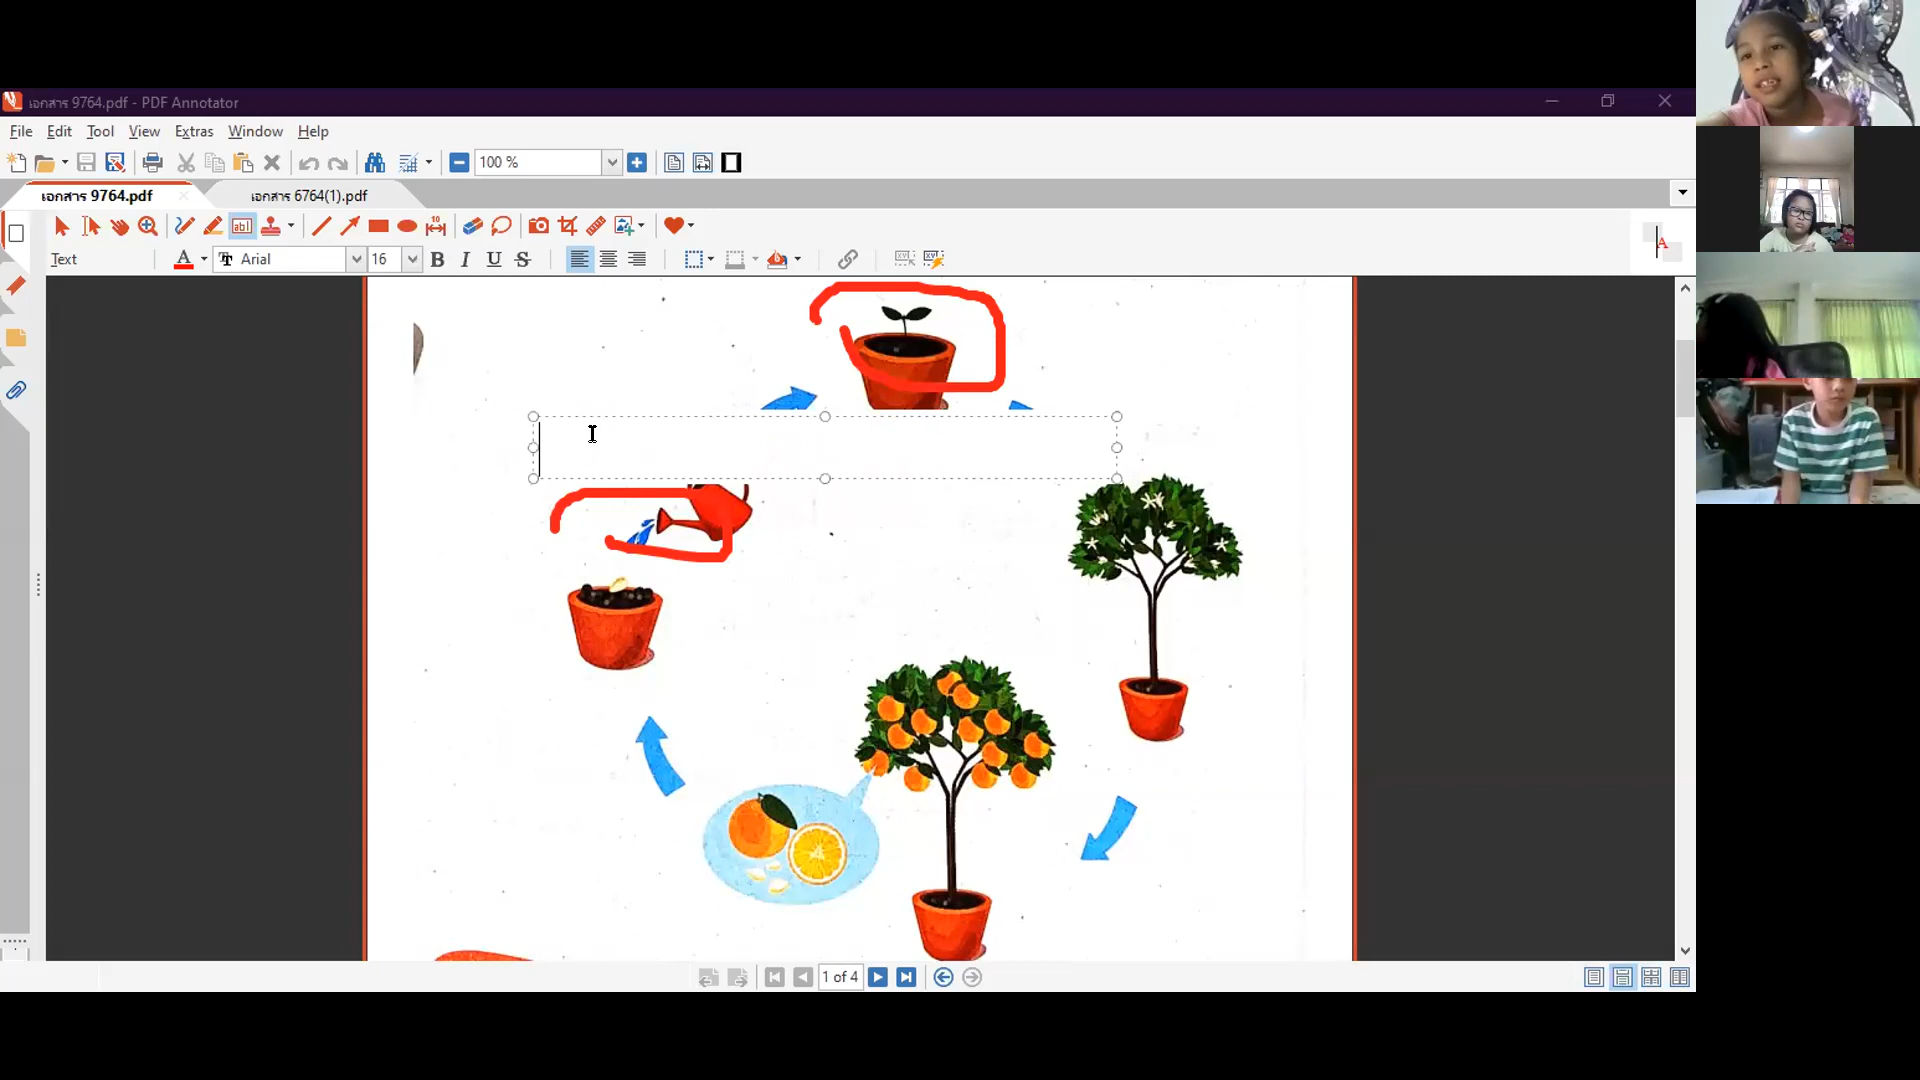 เอกสาร 9764.pdf - PDF Annotator
File Edit Tool View Extras Window Help
100 %
เอกสาร 9764.pdf
เอกสาร 6764(1).pdf
abl
10
Text
A
Arial
16
B I U S
A
1 of 4